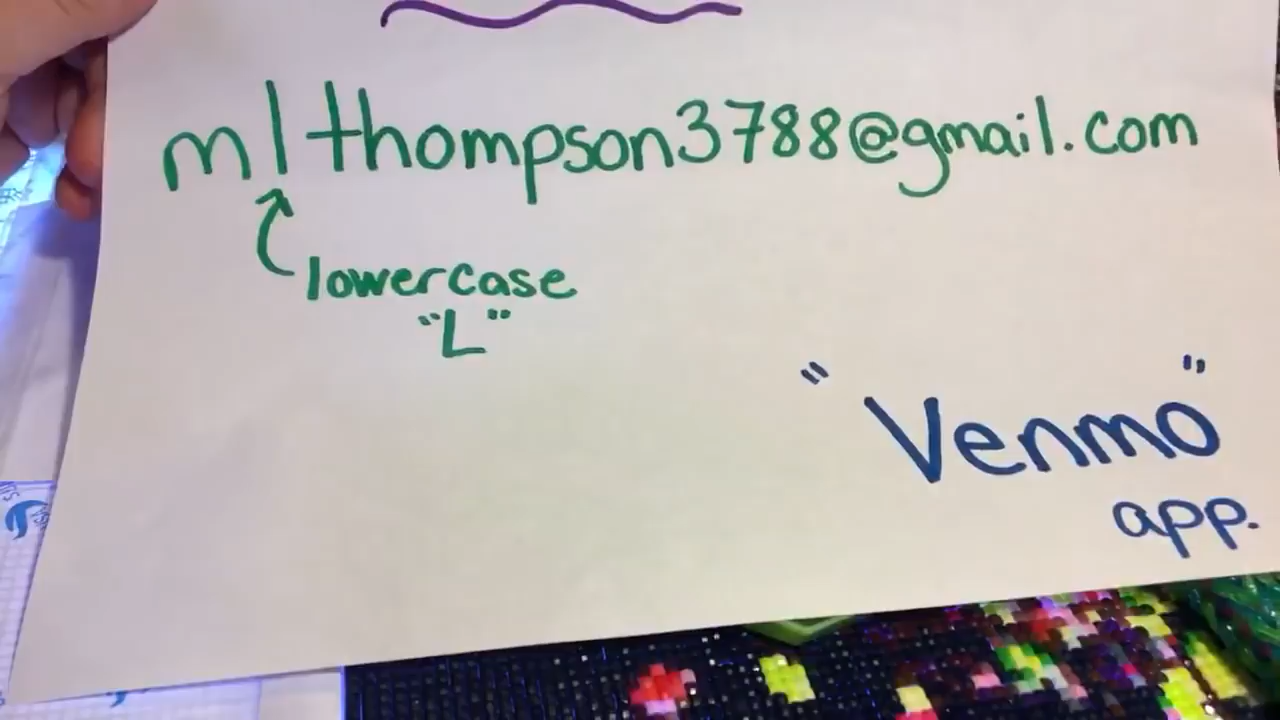 mlthompson3788@gmail.com
lowercase
"L"
"Venmo"
app.